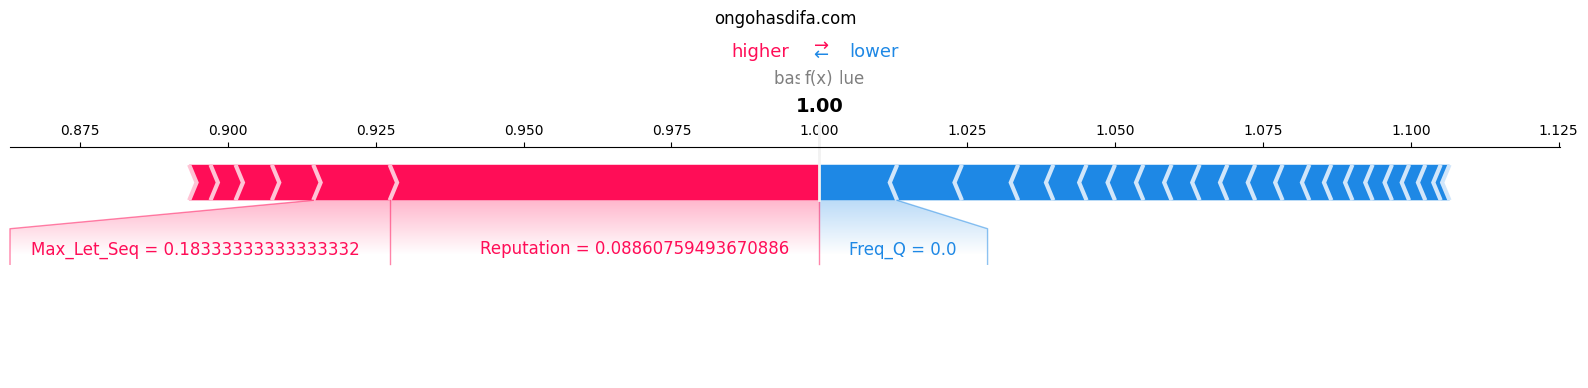 ongohasdifa.com
higher ⇄ lower
f(x)
1.00
0.875 0.900 0.925 0.950 0.975 1.000 1.025 1.050 1.075 1.100 1.125
Max_Let_Seq = 0.18333333333333332 Reputation = 0.08860759493670886 Freq_Q = 0.0